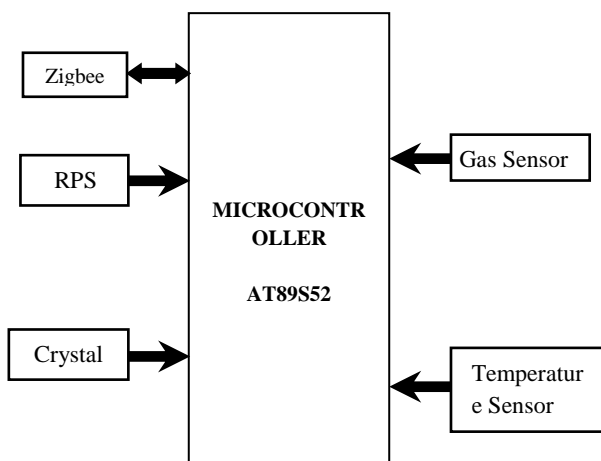 Zigbee
RPS
Crystal
MICROCONTR
OLLER
AT89S52
Gas Sensor
Temperatur
e Sensor